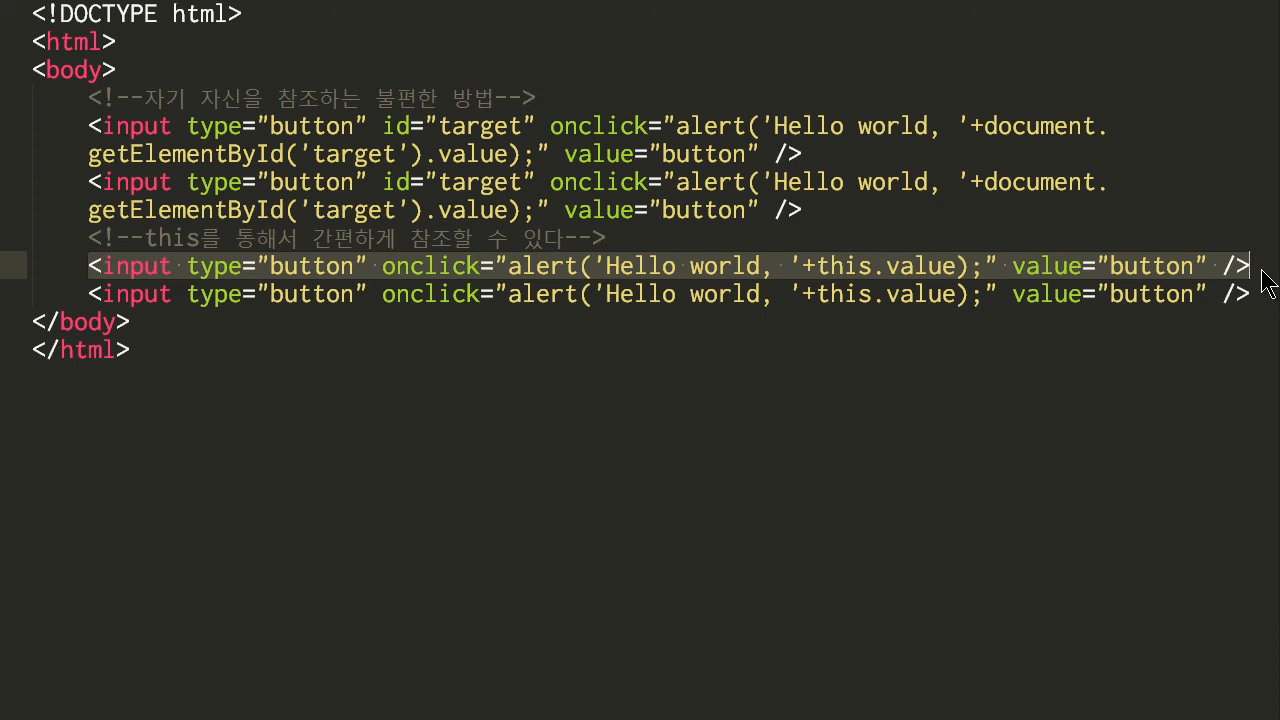 <!DOCTYPE html>
<html>
<body>
<!--자기 자신을 참조하는 불편한 방법-->
<input type="button" id="target" onclick="alert('Hello world, '+document.
getElementById('target').value);" value="button" />
<input type="button" id="target" onclick="alert('Hello world, '+document.
getElementById('target').value);" value="button" />
<!--this를 통해서 간편하게 참조할 수 있다-->
<input type="button" onclick="alert('Hello world, '+this.value);" value="button" />
<input type="button" onclick="alert('Hello world, '+this.value);" value="button" />
</body>
</html>